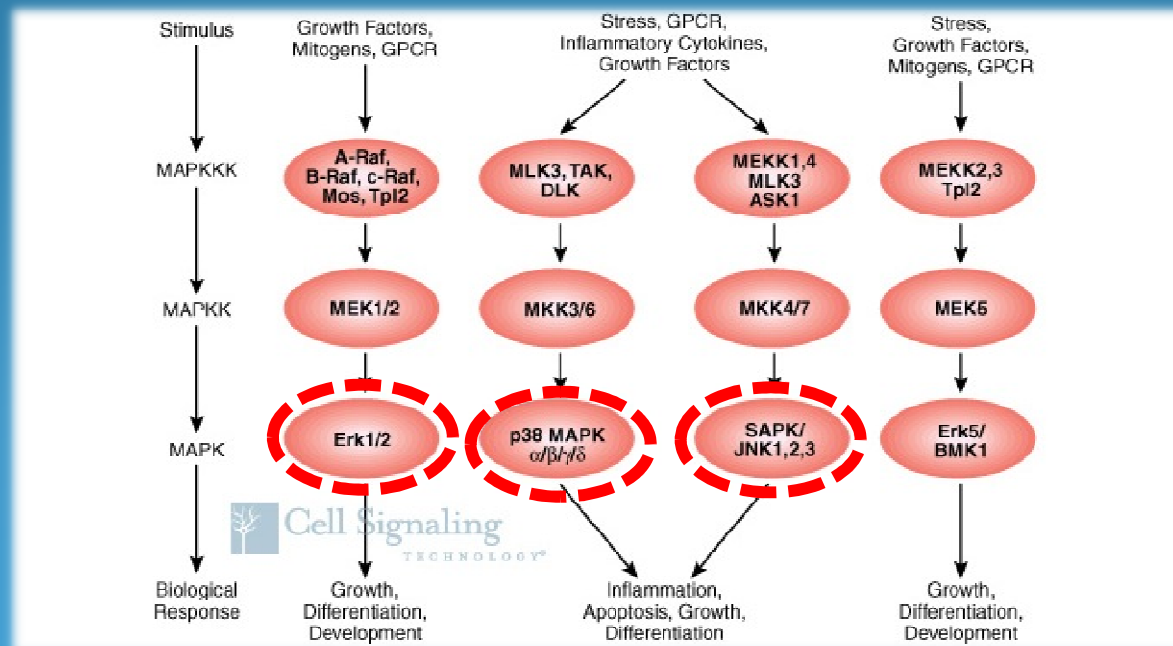 Stimulus
Growth Factors,
Mitogens, GPCR
Stress, GPCR,
Inflammatory Cytokines,
Growth Factors
Stress,
Growth Factors,
Mitogens, GPCR
MAPKKK
A-Raf,
B-Raf, c-Raf,
Mos, Tpl2
MLK3, TAK,
DLK
MEKK1,4
MLK3
ASK1
MEKK2,3
Tpl2
MAPKK
MEK1/2
MKK3/6
MKK4/7
MEK5
MAPK
Erk1/2
p38 MAPK
α/β/γ/δ
SAPK/
JNK1,2,3
Erk5/
BMK1
Cell Signaling
TECHNOLOGY®
Biological
Response
Growth,
Differentiation,
Development
Inflammation,
Apoptosis, Growth,
Differentiation
Growth,
Differentiation,
Development